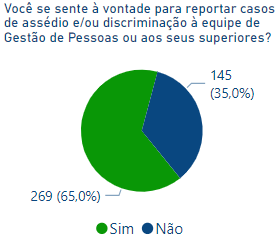 Você se sente à vontade para reportar casos
de assédio e/ou discriminação à equipe de
Gestão de Pessoas ou aos seus superiores?
145
(35,0%)
269 (65,0%)
Sim Não